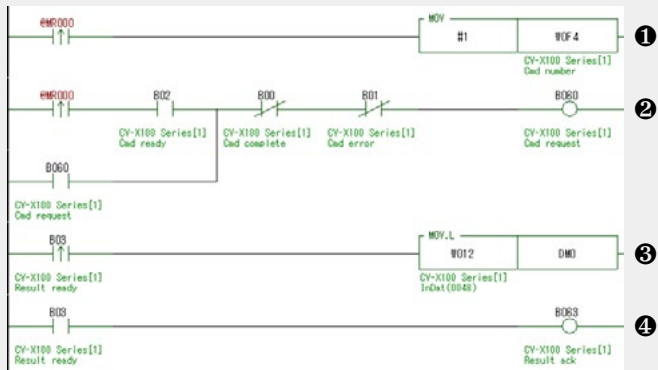 @MR000
MOV
#1
W0F4
❶
CV-X100 Series[1]
Cmd number
@MR000
B02
B00
B01
B060
❷
CV-X100 Series[1]
Cmd ready
CV-X100 Series[1]
Cmd complete
CV-X100 Series[1]
Cmd error
CV-X100 Series[1]
Cmd request
B060
CV-X100 Series[1]
Cmd request
B03
MOV.L
W012
DM0
❸
CV-X100 Series[1]
Result ready
CV-X100 Series[1]
InDat(0048)
B03
B063
❹
CV-X100 Series[1]
Result ready
CV-X100 Series[1]
Result ack